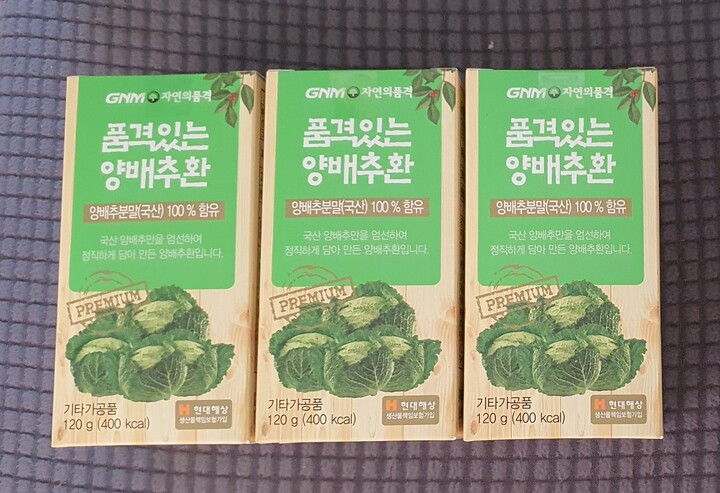 GNM 자연의품격
품격있는
양배추환
양배추분말(국산) 100 % 함유
국산 양배추만을 엄선하여
정직하게 담아 만든 양배추환입니다.
PREMIUM
기타가공품
120 g (400 kcal)
현대해상
생산물책임보험가입
GNM 자연의품격
품격있는
양배추환
양배추분말(국산) 100 % 함유
국산 양배추만을 엄선하여
정직하게 담아 만든 양배추환입니다.
PREMIUM
기타가공품
120 g (400 kcal)
현대해상
생산물책임보험가입
GNM 자연의품격
품격있는
양배추환
양배추분말(국산) 100 % 함유
국산 양배추만을 엄선하여
정직하게 담아 만든 양배추환입니다.
PREMIUM
기타가공품
120 g (400 kcal)
현대해상
생산물책임보험가입